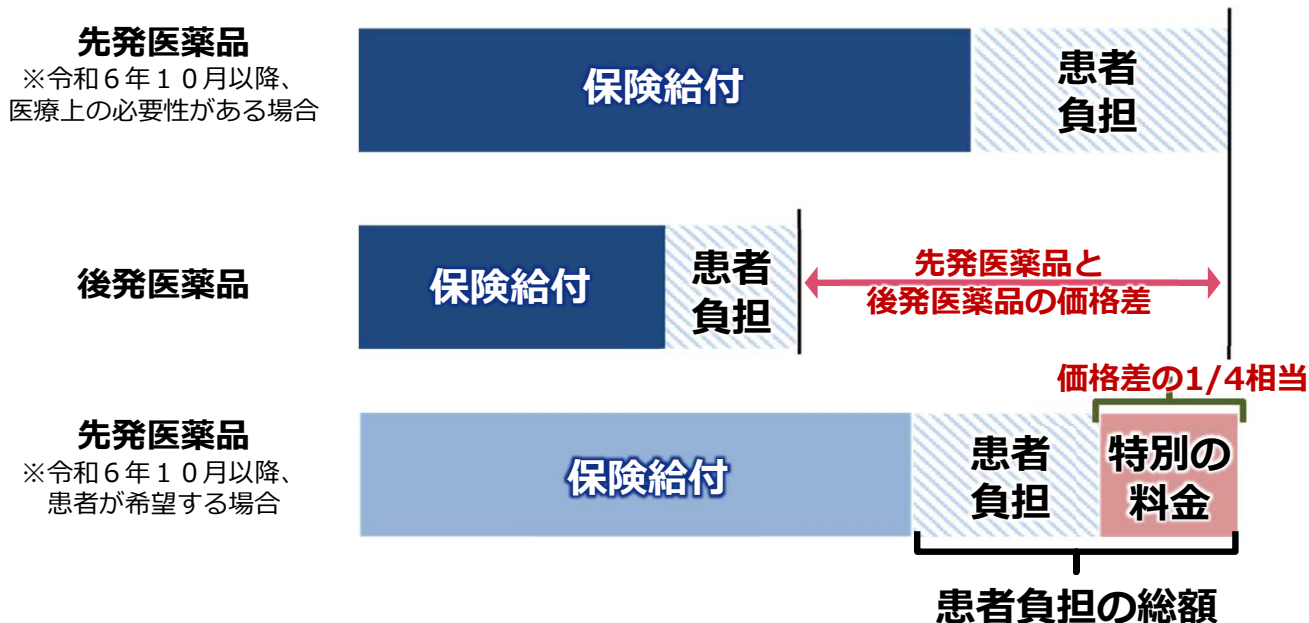 先発医薬品
※令和６年１０月以降、
医療上の必要性がある場合
保険給付
患者
負担
後発医薬品
保険給付
患者
負担
先発医薬品と
後発医薬品の価格差
価格差の1/4相当
先発医薬品
※令和６年１０月以降、
患者が希望する場合
保険給付
患者
負担
特別の
料金
患者負担の総額